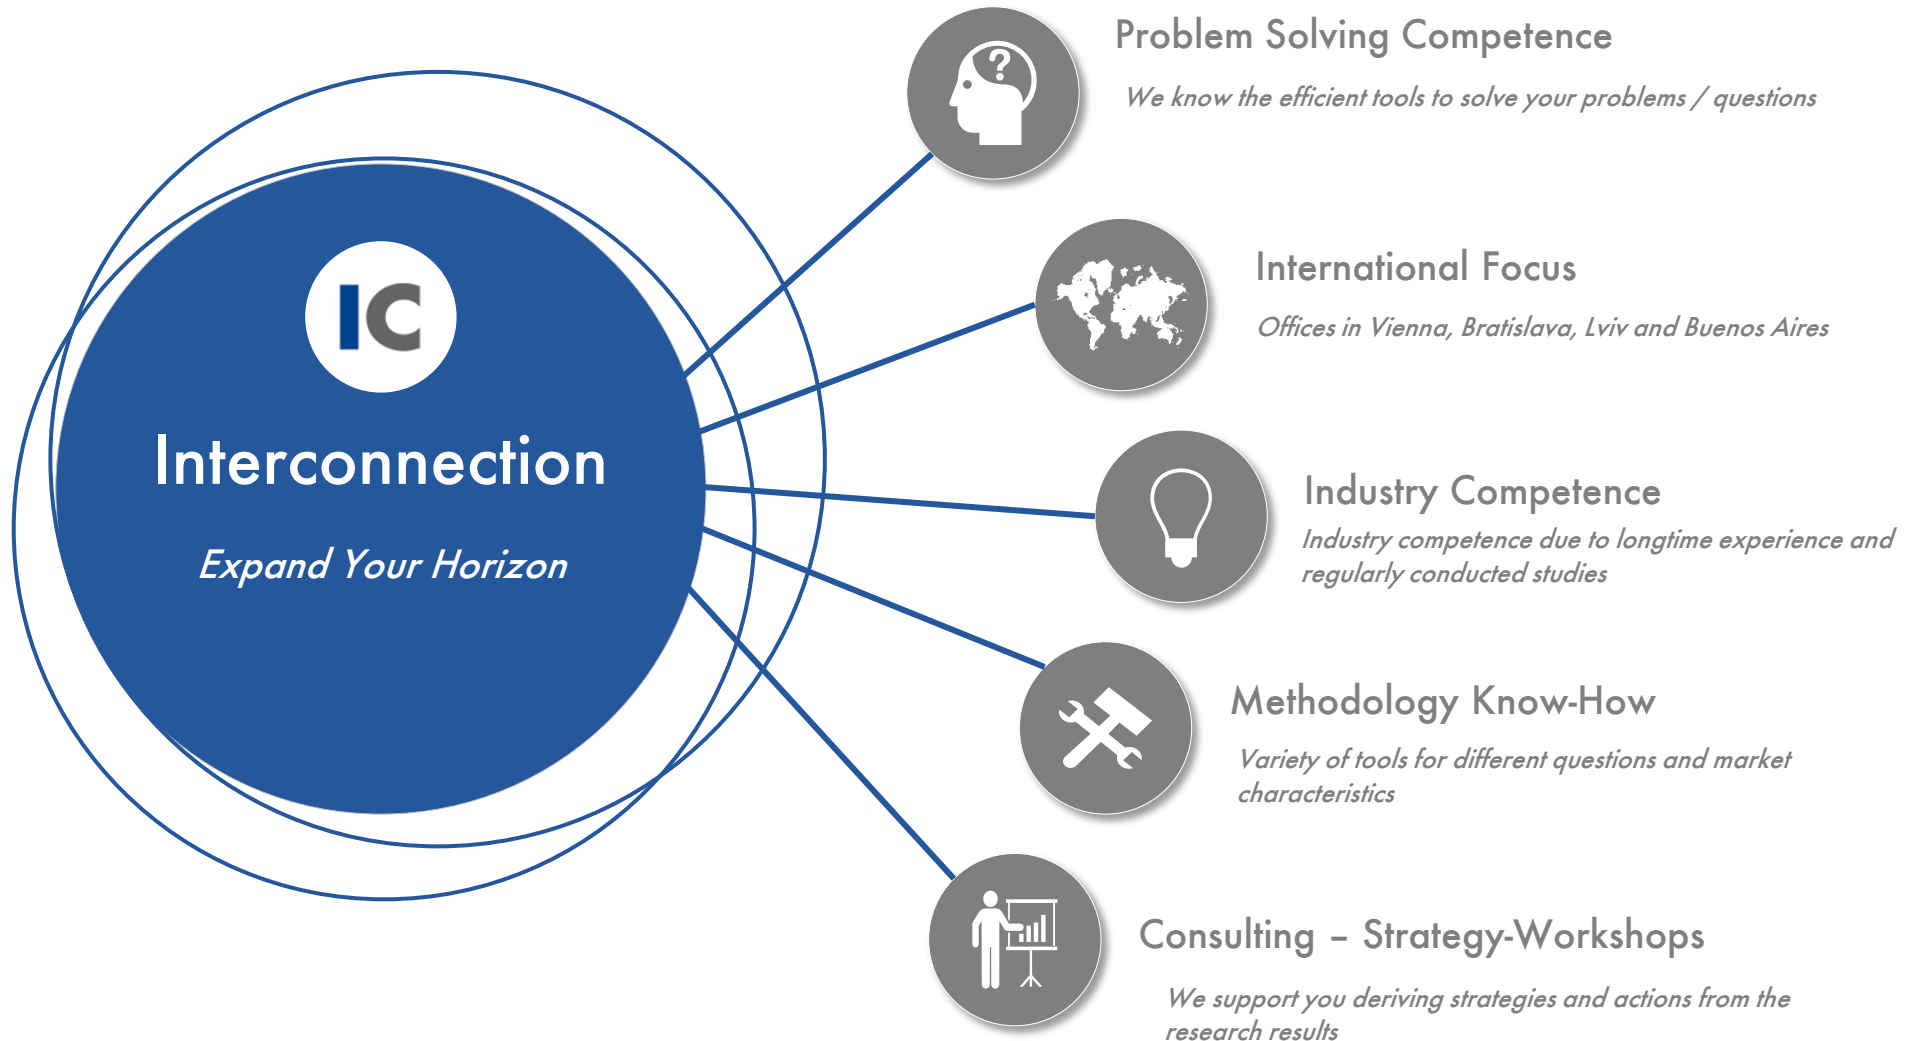 IC
Interconnection
Expand Your Horizon
?
Problem Solving Competence
We know the efficient tools to solve your problems / questions
International Focus
Offices in Vienna, Bratislava, Lviv and Buenos Aires
Industry Competence
Industry competence due to longtime experience and
regularly conducted studies
Methodology Know-How
Variety of tools for different questions and market
characteristics
Consulting – Strategy-Workshops
We support you deriving strategies and actions from the
research results